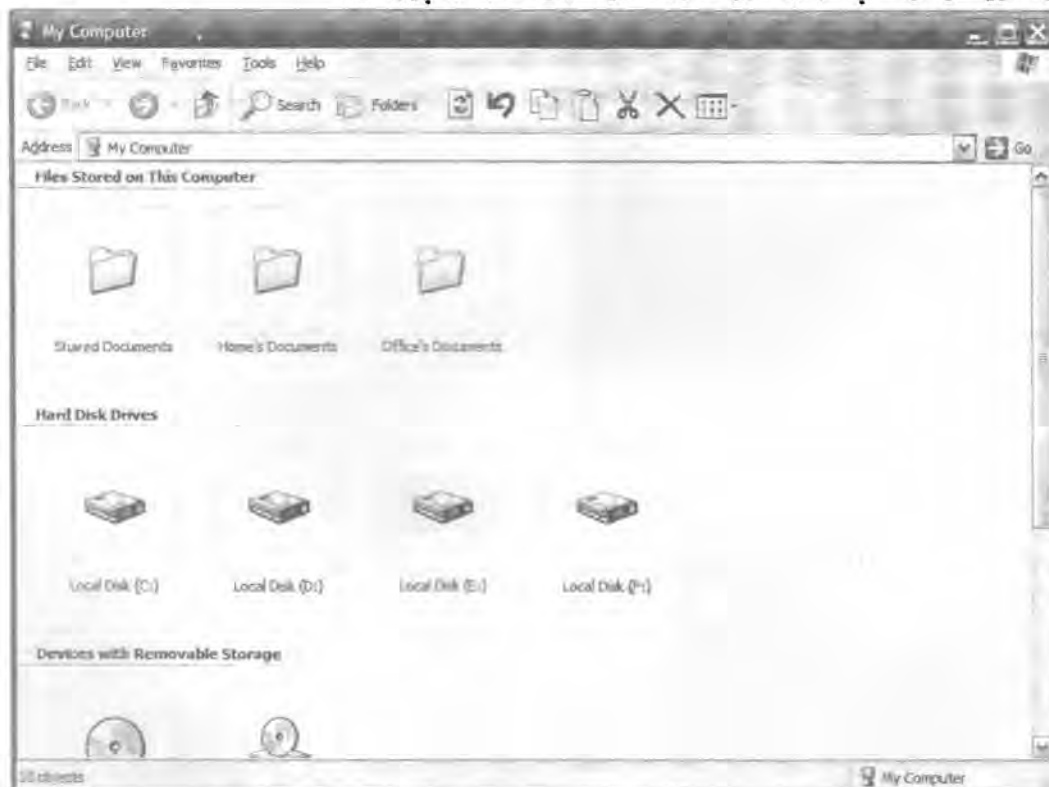 My Computer
File Edit View Favorites Tools Help
Back Search Folders
Address My Computer Go
Files Stored on This Computer
Shared Documents Home's Documents Office's Documents
Hard Disk Drives
Local Disk (C:) Local Disk (D:) Local Disk (E:) Local Disk (F:)
Devices with Removable Storage
10 objects My Computer